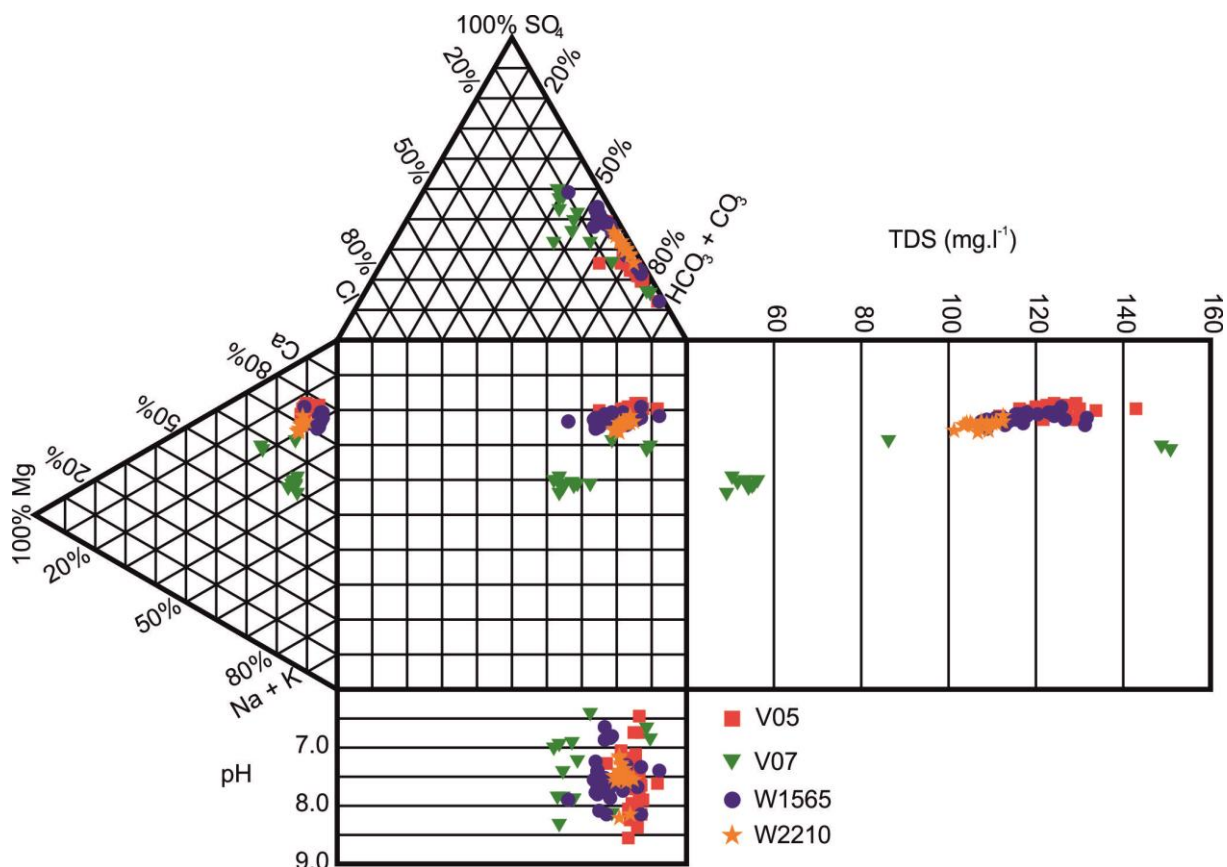 100% SO₄
20%
20%
50%
50%
80%
80%
Cl
HCO₃ + CO₃
TDS (mg.l⁻¹)
60
80
100
120
140
160
Ca
80%
50%
20%
100% Mg
20%
50%
80%
Na + K
pH
7.0
8.0
9.0
V05
V07
W1565
W2210